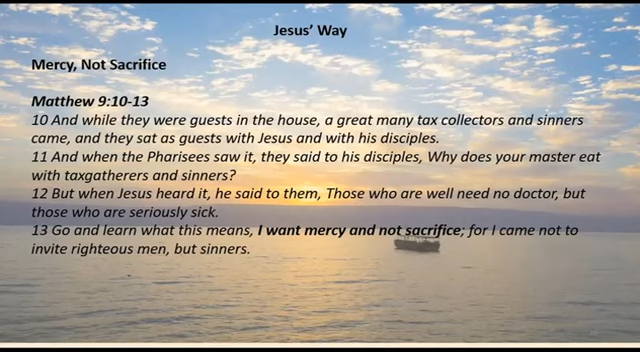 Jesus’ Way
Mercy, Not Sacrifice
Matthew 9:10-13
10 And while they were guests in the house, a great many tax collectors and sinners
came, and they sat as guests with Jesus and with his disciples.
11 And when the Pharisees saw it, they said to his disciples, Why does your master eat
with taxgatherers and sinners?
12 But when Jesus heard it, he said to them, Those who are well need no doctor, but
those who are seriously sick.
13 Go and learn what this means, I want mercy and not sacrifice; for I came not to
invite righteous men, but sinners.